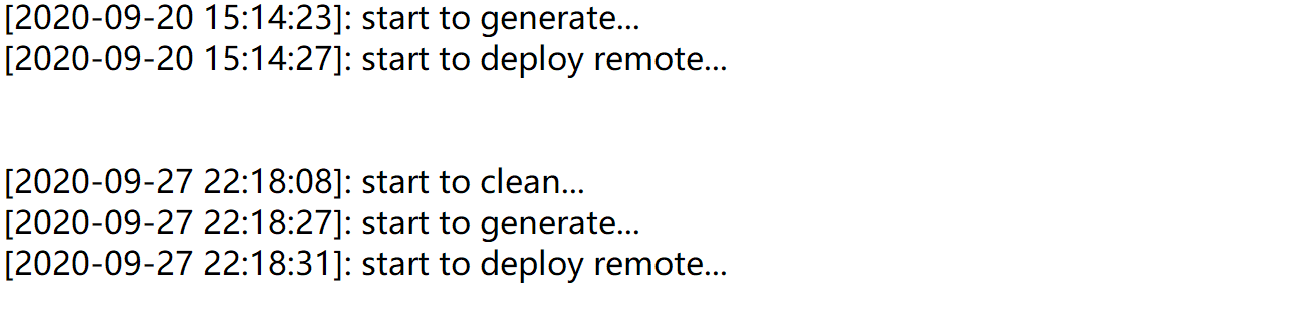 [2020-09-20 15:14:23]: start to generate...
[2020-09-20 15:14:27]: start to deploy remote...
[2020-09-27 22:18:08]: start to clean...
[2020-09-27 22:18:27]: start to generate...
[2020-09-27 22:18:31]: start to deploy remote...